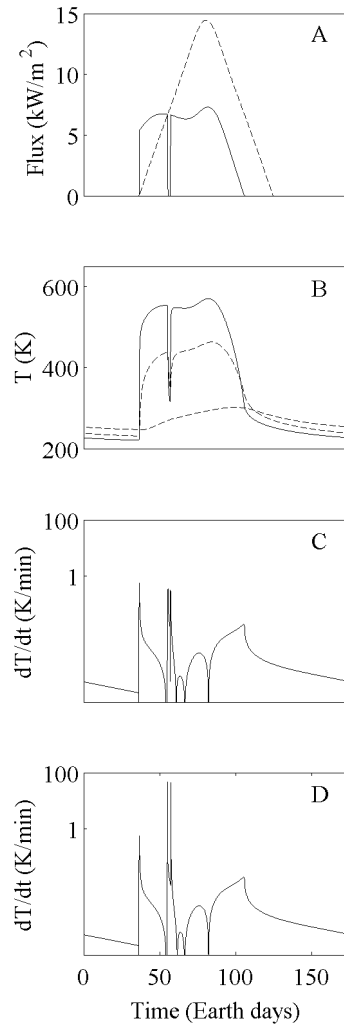 15
10
5
0
Flux (kW/m²)
A
600
400
200
T (K)
B
100
1
dT/dt (K/min)
C
100
1
dT/dt (K/min)
D
0
50
100
150
Time (Earth days)